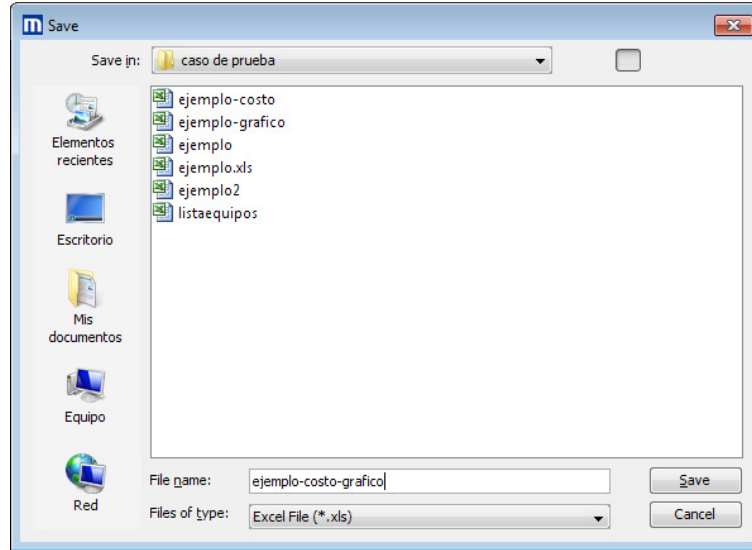 m Save
Save in: caso de prueba
Elementos
recientes
Escritorio
Mis
documentos
Equipo
Red
ejemplo-costo
ejemplo-grafico
ejemplo
ejemplo.xls
ejemplo2
listaequipos
File name: ejemplo-costo-grafico Save
Files of type: Excel File (*.xls) Cancel